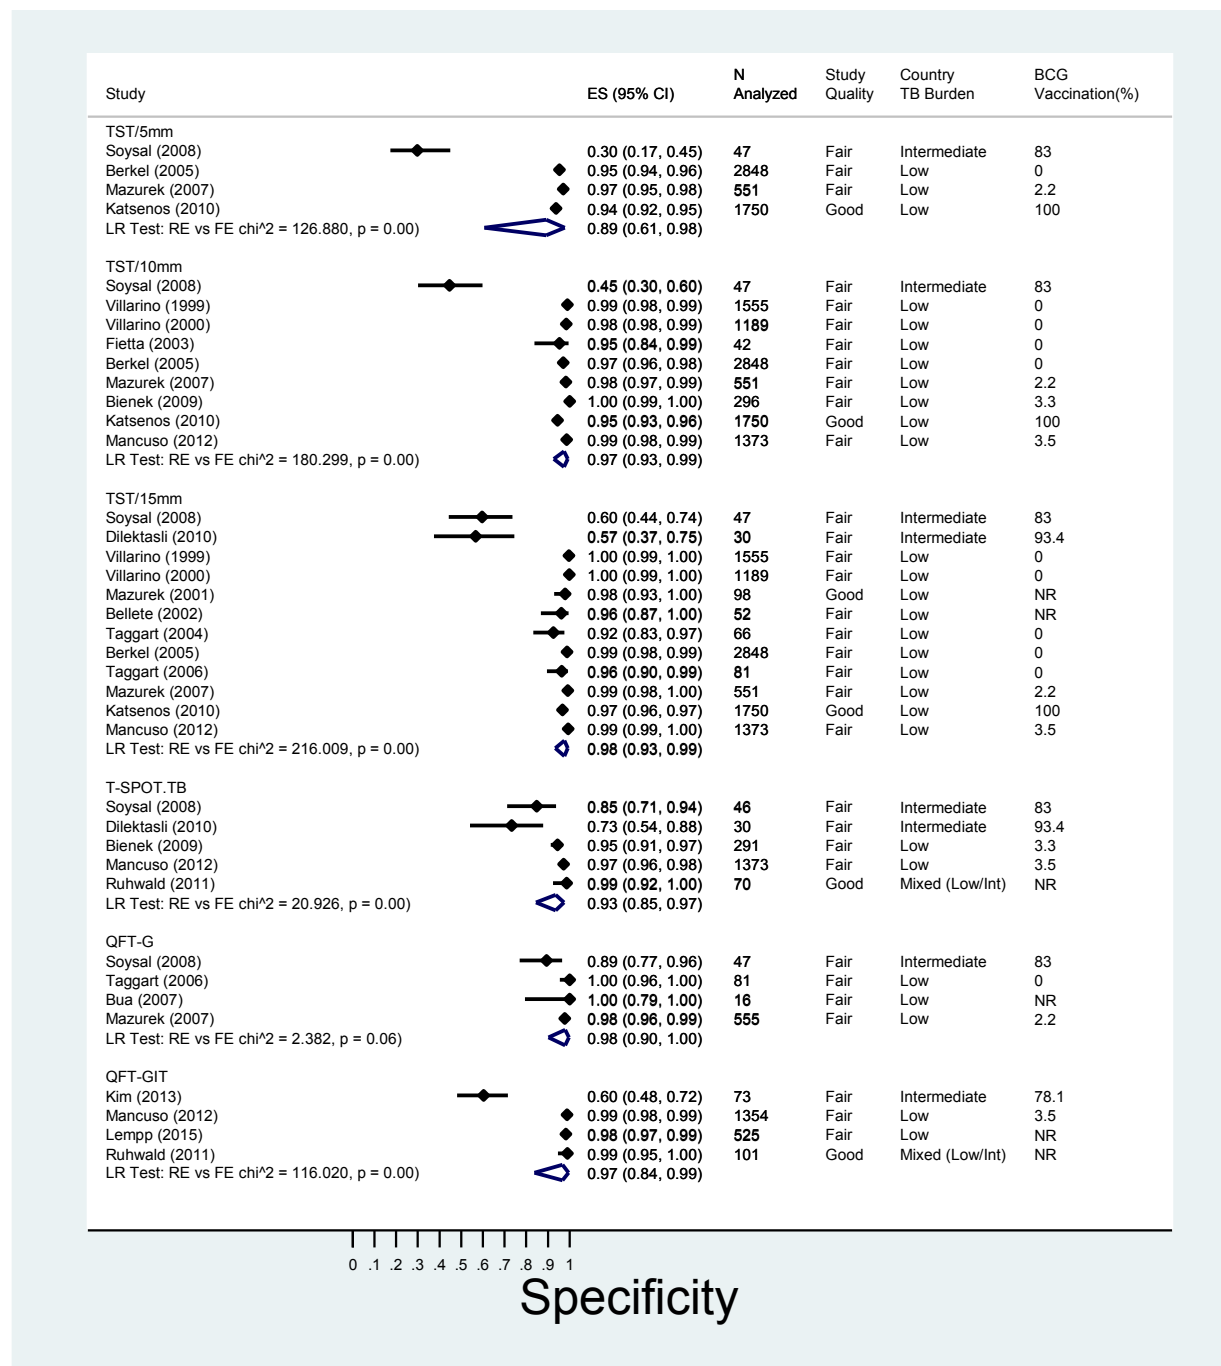 N Study Country BCG
Study ES (95% CI) Analyzed Quality TB Burden Vaccination(%)
TST/5mm
Soysal (2008) 0.30 (0.17, 0.45) 47 Fair Intermediate 83
Berkel (2005) 0.95 (0.94, 0.96) 2848 Fair Low 0
Mazurek (2007) 0.97 (0.95, 0.98) 551 Fair Low 2.2
Katsenos (2010) 0.94 (0.92, 0.95) 1750 Good Low 100
LR Test: RE vs FE chi^2 = 126.880, p = 0.00) 0.89 (0.61, 0.98)
TST/10mm
Soysal (2008) 0.45 (0.30, 0.60) 47 Fair Intermediate 83
Villarino (1999) 0.99 (0.98, 0.99) 1555 Fair Low 0
Villarino (2000) 0.98 (0.98, 0.99) 1189 Fair Low 0
Fietta (2003) 0.95 (0.84, 0.99) 42 Fair Low 0
Berkel (2005) 0.97 (0.96, 0.98) 2848 Fair Low 0
Mazurek (2007) 0.98 (0.97, 0.99) 551 Fair Low 2.2
Bienek (2009) 1.00 (0.99, 1.00) 296 Fair Low 3.3
Katsenos (2010) 0.95 (0.93, 0.96) 1750 Good Low 100
Mancuso (2012) 0.99 (0.98, 0.99) 1373 Fair Low 3.5
LR Test: RE vs FE chi^2 = 180.299, p = 0.00) 0.97 (0.93, 0.99)
TST/15mm
Soysal (2008) 0.60 (0.44, 0.74) 47 Fair Intermediate 83
Dilektasli (2010) 0.57 (0.37, 0.75) 30 Fair Intermediate 93.4
Villarino (1999) 1.00 (0.99, 1.00) 1555 Fair Low 0
Villarino (2000) 1.00 (0.99, 1.00) 1189 Fair Low 0
Mazurek (2001) 0.98 (0.93, 1.00) 98 Good Low NR
Bellete (2002) 0.96 (0.87, 1.00) 52 Fair Low NR
Taggart (2004) 0.92 (0.83, 0.97) 66 Fair Low 0
Berkel (2005) 0.99 (0.98, 0.99) 2848 Fair Low 0
Taggart (2006) 0.96 (0.90, 0.99) 81 Fair Low 0
Mazurek (2007) 0.99 (0.98, 1.00) 551 Fair Low 2.2
Katsenos (2010) 0.97 (0.96, 0.97) 1750 Good Low 100
Mancuso (2012) 0.99 (0.99, 1.00) 1373 Fair Low 3.5
LR Test: RE vs FE chi^2 = 216.009, p = 0.00) 0.98 (0.93, 0.99)
T-SPOT.TB
Soysal (2008) 0.85 (0.71, 0.94) 46 Fair Intermediate 83
Dilektasli (2010) 0.73 (0.54, 0.88) 30 Fair Intermediate 93.4
Bienek (2009) 0.95 (0.91, 0.97) 291 Fair Low 3.3
Mancuso (2012) 0.97 (0.96, 0.98) 1373 Fair Low 3.5
Ruhwald (2011) 0.99 (0.92, 1.00) 70 Good Mixed (Low/Int) NR
LR Test: RE vs FE chi^2 = 20.926, p = 0.00) 0.93 (0.85, 0.97)
QFT-G
Soysal (2008) 0.89 (0.77, 0.96) 47 Fair Intermediate 83
Taggart (2006) 1.00 (0.96, 1.00) 81 Fair Low 0
Bua (2007) 1.00 (0.79, 1.00) 16 Fair Low NR
Mazurek (2007) 0.98 (0.96, 0.99) 555 Fair Low 2.2
LR Test: RE vs FE chi^2 = 2.382, p = 0.06) 0.98 (0.90, 1.00)
QFT-GIT
Kim (2013) 0.60 (0.48, 0.72) 73 Fair Intermediate 78.1
Mancuso (2012) 0.99 (0.98, 0.99) 1354 Fair Low 3.5
Lempp (2015) 0.98 (0.97, 0.99) 525 Fair Low NR
Ruhwald (2011) 0.99 (0.95, 1.00) 101 Good Mixed (Low/Int) NR
LR Test: RE vs FE chi^2 = 116.020, p = 0.00) 0.97 (0.84, 0.99)
0 .1 .2 .3 .4 .5 .6 .7 .8 .9 1
Specificity